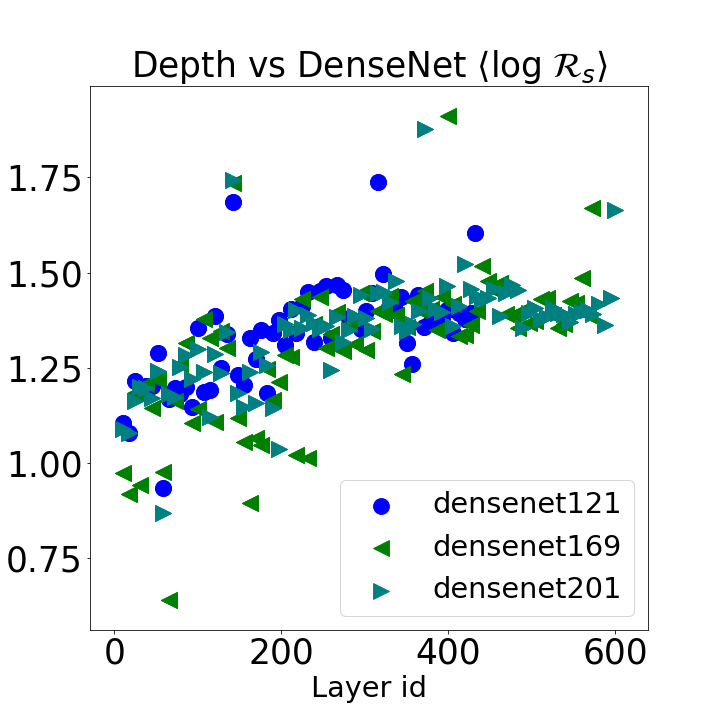 Depth vs DenseNet ⟨log ℛₛ⟩
1.75
1.50
1.25
1.00
0.75
densenet121
densenet169
densenet201
0 200 400 600
Layer id